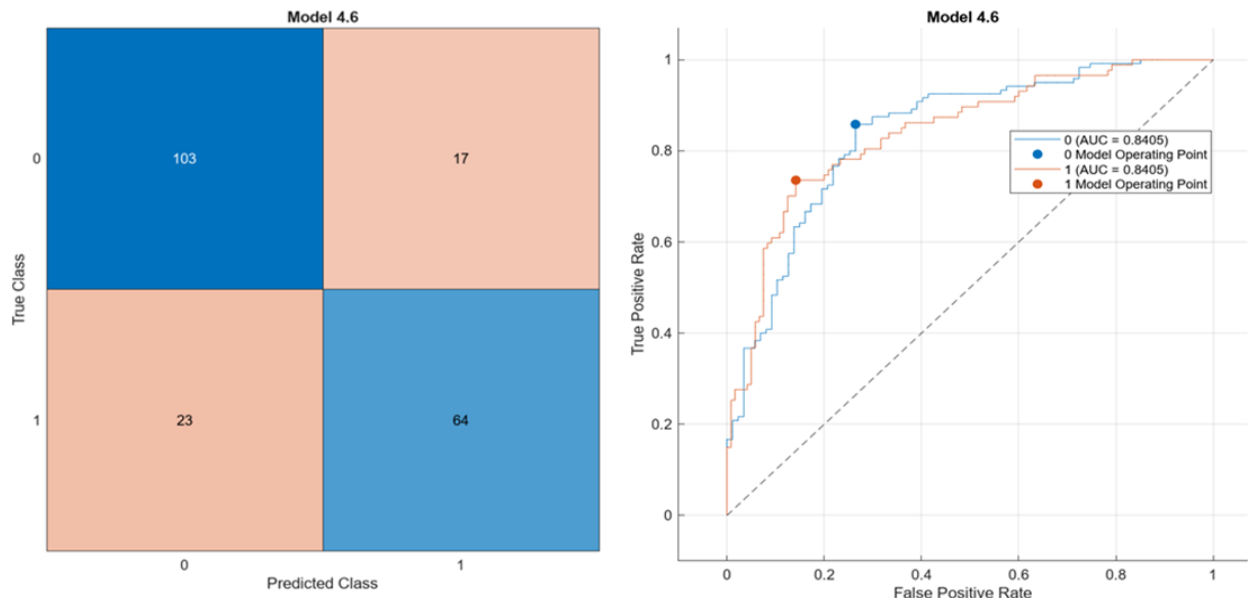 Model 4.6
0
103
17
1
23
64
0
1
True Class
Predicted Class
Model 4.6
1
0.8
0.6
0.4
0.2
0
0
0.2
0.4
0.6
0.8
1
True Positive Rate
False Positive Rate
0 (AUC = 0.8405)
0 Model Operating Point
1 (AUC = 0.8405)
1 Model Operating Point